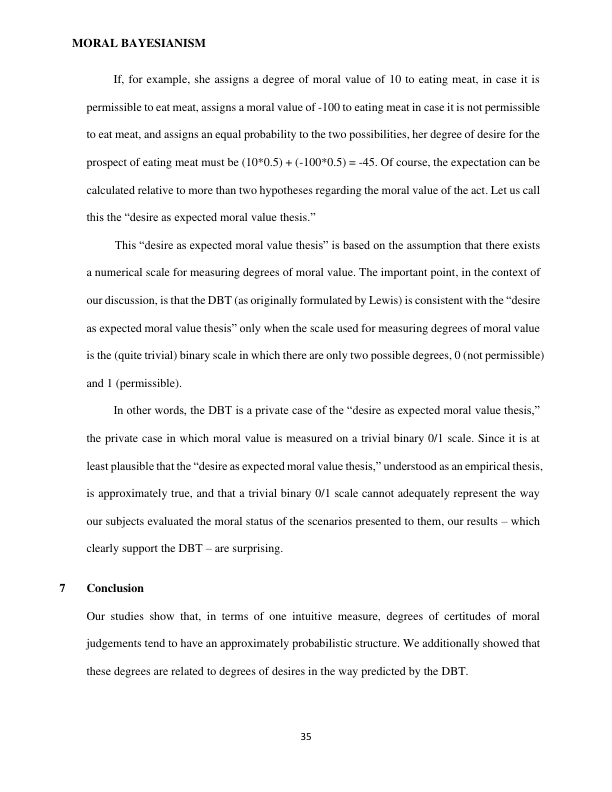 MORAL BAYESIANISM
If, for example, she assigns a degree of moral value of 10 to eating meat, in case it is
permissible to eat meat, assigns a moral value of -100 to eating meat in case it is not permissible
to eat meat, and assigns an equal probability to the two possibilities, her degree of desire for the
prospect of eating meat must be (10*0.5) + (-100*0.5) = -45. Of course, the expectation can be
calculated relative to more than two hypotheses regarding the moral value of the act. Let us call
this the “desire as expected moral value thesis.”
This “desire as expected moral value thesis” is based on the assumption that there exists
a numerical scale for measuring degrees of moral value. The important point, in the context of
our discussion, is that the DBT (as originally formulated by Lewis) is consistent with the “desire
as expected moral value thesis” only when the scale used for measuring degrees of moral value
is the (quite trivial) binary scale in which there are only two possible degrees, 0 (not permissible)
and 1 (permissible).
In other words, the DBT is a private case of the “desire as expected moral value thesis,”
the private case in which moral value is measured on a trivial binary 0/1 scale. Since it is at
least plausible that the “desire as expected moral value thesis,” understood as an empirical thesis,
is approximately true, and that a trivial binary 0/1 scale cannot adequately represent the way
our subjects evaluated the moral status of the scenarios presented to them, our results – which
clearly support the DBT – are surprising.
7 Conclusion
Our studies show that, in terms of one intuitive measure, degrees of certitudes of moral
judgements tend to have an approximately probabilistic structure. We additionally showed that
these degrees are related to degrees of desires in the way predicted by the DBT.
35